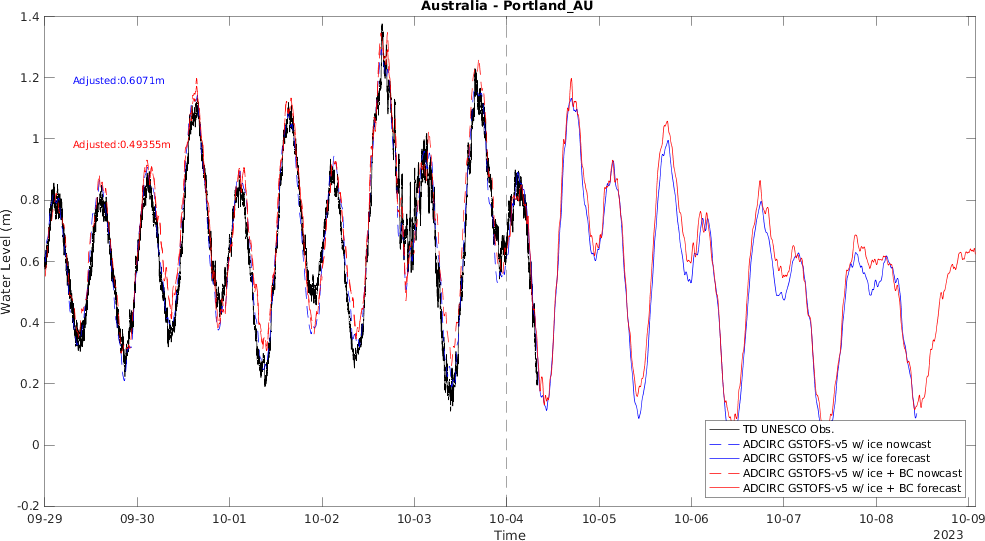 Australia - Portland_AU
1.4
1.2
1
0.8
0.6
0.4
0.2
0
-0.2
Water Level (m)
Adjusted:0.6071m
Adjusted:0.49355m
TD UNESCO Obs.
ADCIRC GSTOFS-v5 w/ ice nowcast
ADCIRC GSTOFS-v5 w/ ice forecast
ADCIRC GSTOFS-v5 w/ ice + BC nowcast
ADCIRC GSTOFS-v5 w/ ice + BC forecast
09-29 09-30 10-01 10-02 10-03 10-04 10-05 10-06 10-07 10-08 10-09
Time
2023